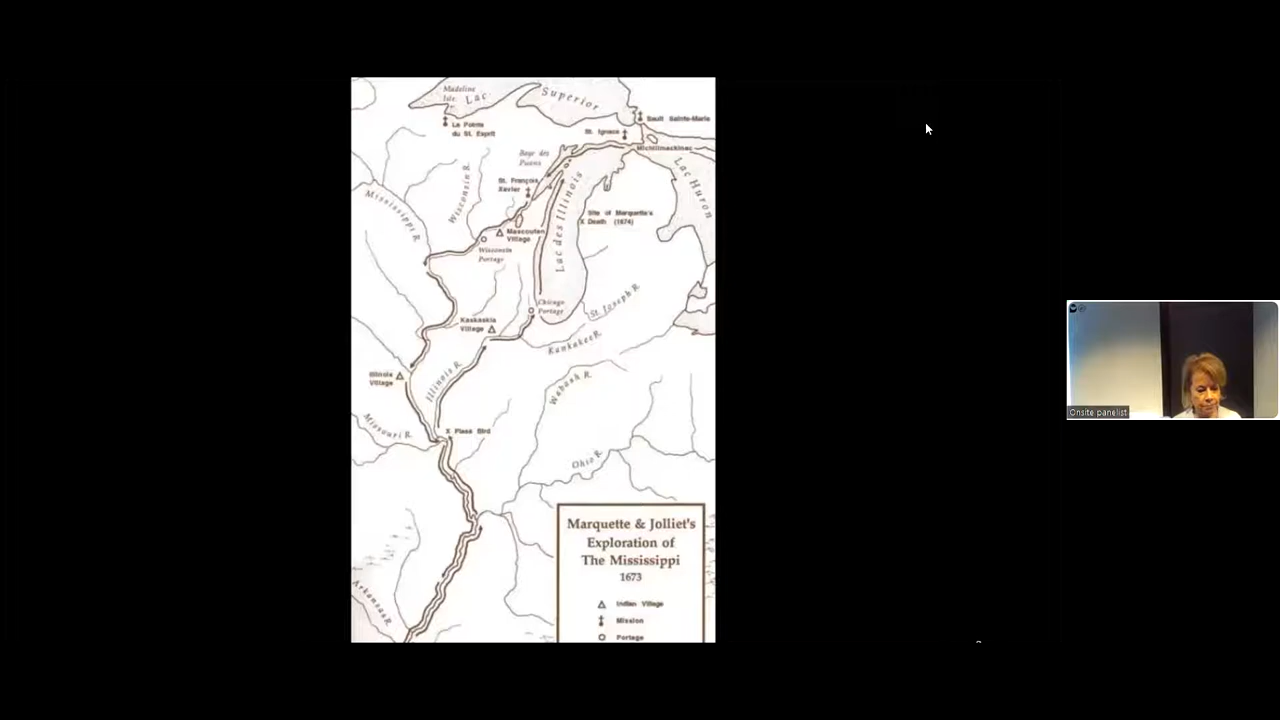 Madeline
Isle.
Lac Superior
La Pointe
du St. Esprit
Sault Sainte-Marie
St. Ignace
Michilimackinac
Baye des
Puans
St. François
Xavier
Lac Huron
Wisconsin R.
Mississippi R.
Lac des Illinois
Site of Marquette's
X Death (1674)
Mascouten
Village
Wisconsin
Portage
Chicago
Portage
St. Joseph R.
Kaskaskia
Village
Kankakee R.
Illinois R.
Illinois
Village
Wabash R.
Missouri R.
X Piasa Bird
Ohio R.
Arkansas R.
Marquette & Jolliet's
Exploration of
The Mississippi
1673
Indian Village
Mission
Portage
Onsite panelist